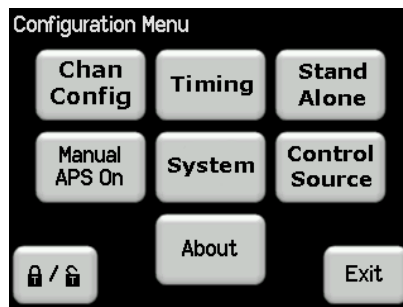 Configuration Menu
Chan
Config
Timing
Stand
Alone
Manual
APS On
System
Control
Source
About
/
Exit